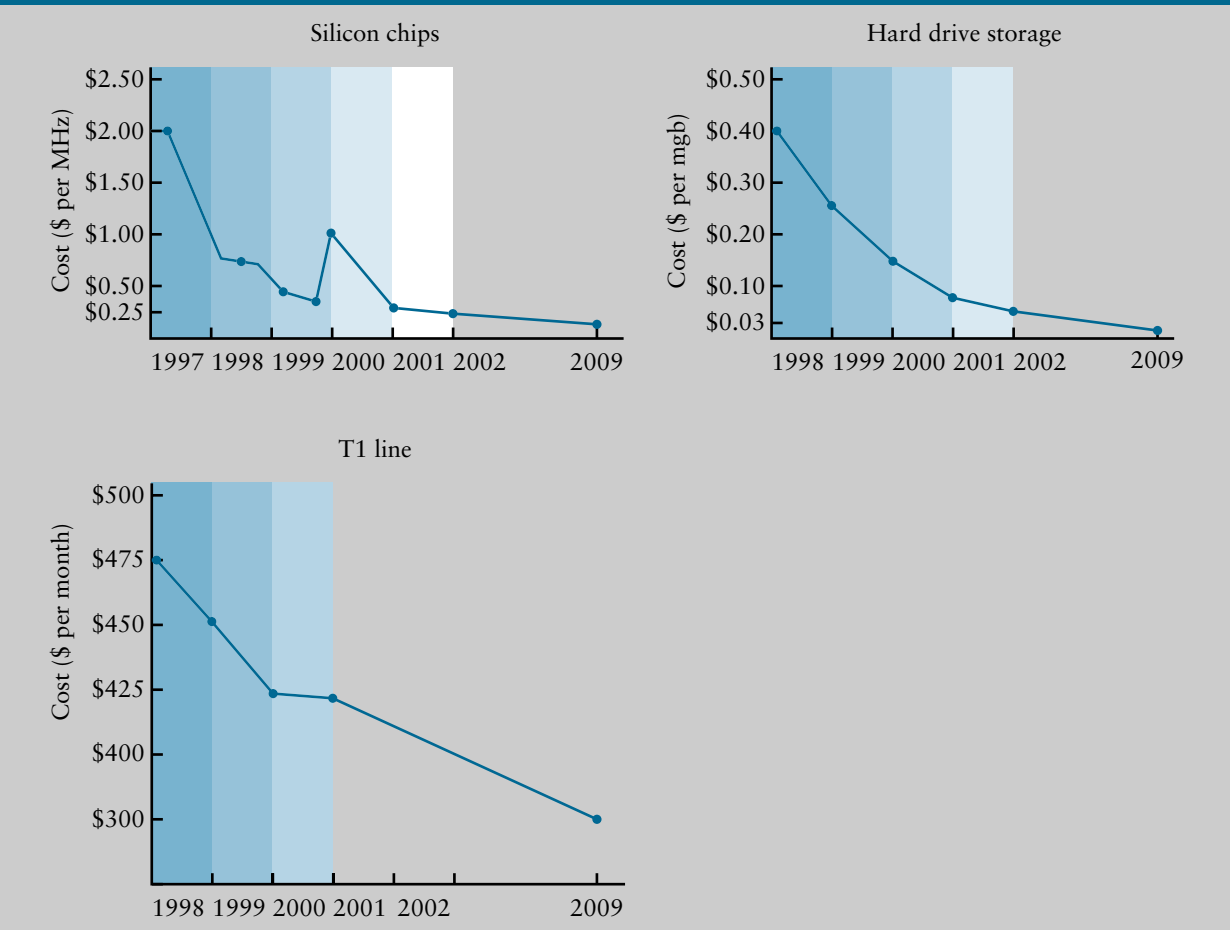 Silicon chips
Cost ($ per MHz)
$2.50
$2.00
$1.50
$1.00
$0.50
$0.25
1997 1998 1999 2000 2001 2002 2009
Hard drive storage
Cost ($ per mgb)
$0.50
$0.40
$0.30
$0.20
$0.10
$0.03
1998 1999 2000 2001 2002 2009
T1 line
Cost ($ per month)
$500
$475
$450
$425
$400
$300
1998 1999 2000 2001 2002 2009